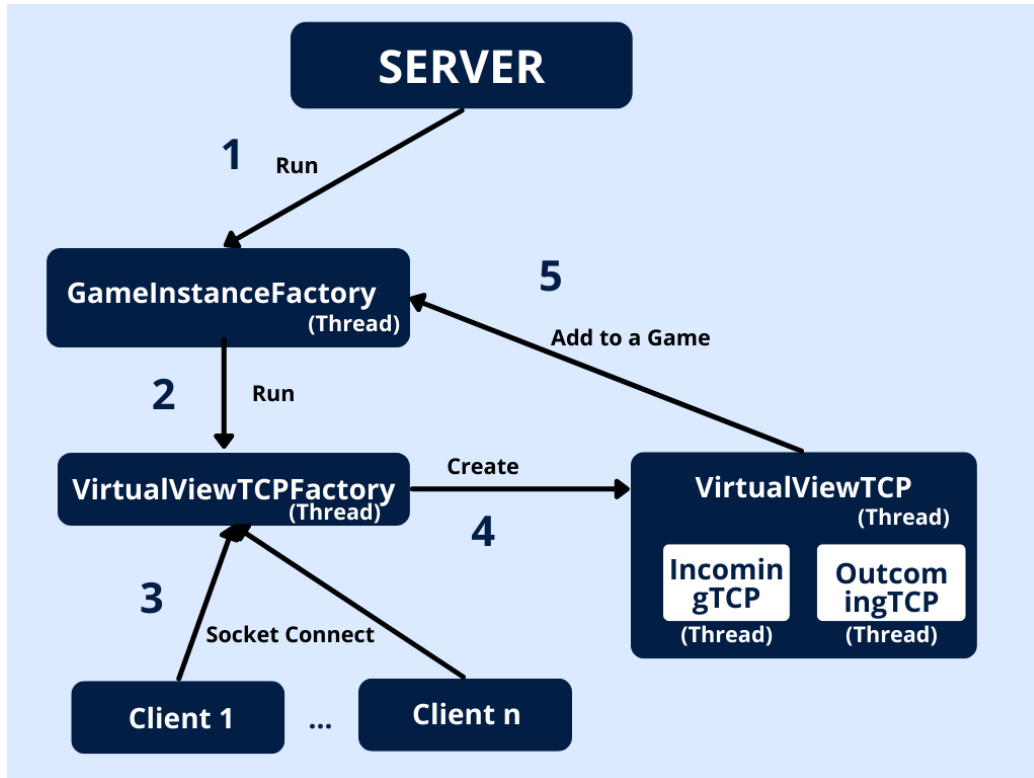 SERVER
1
Run
GameInstanceFactory
(Thread)
5
Add to a Game
2
Run
VirtualViewTCPFactory
(Thread)
Create
4
VirtualViewTCP
(Thread)
Incomin
gTCP
(Thread)
Outcom
ingTCP
(Thread)
3
Socket Connect
Client 1
...
Client n